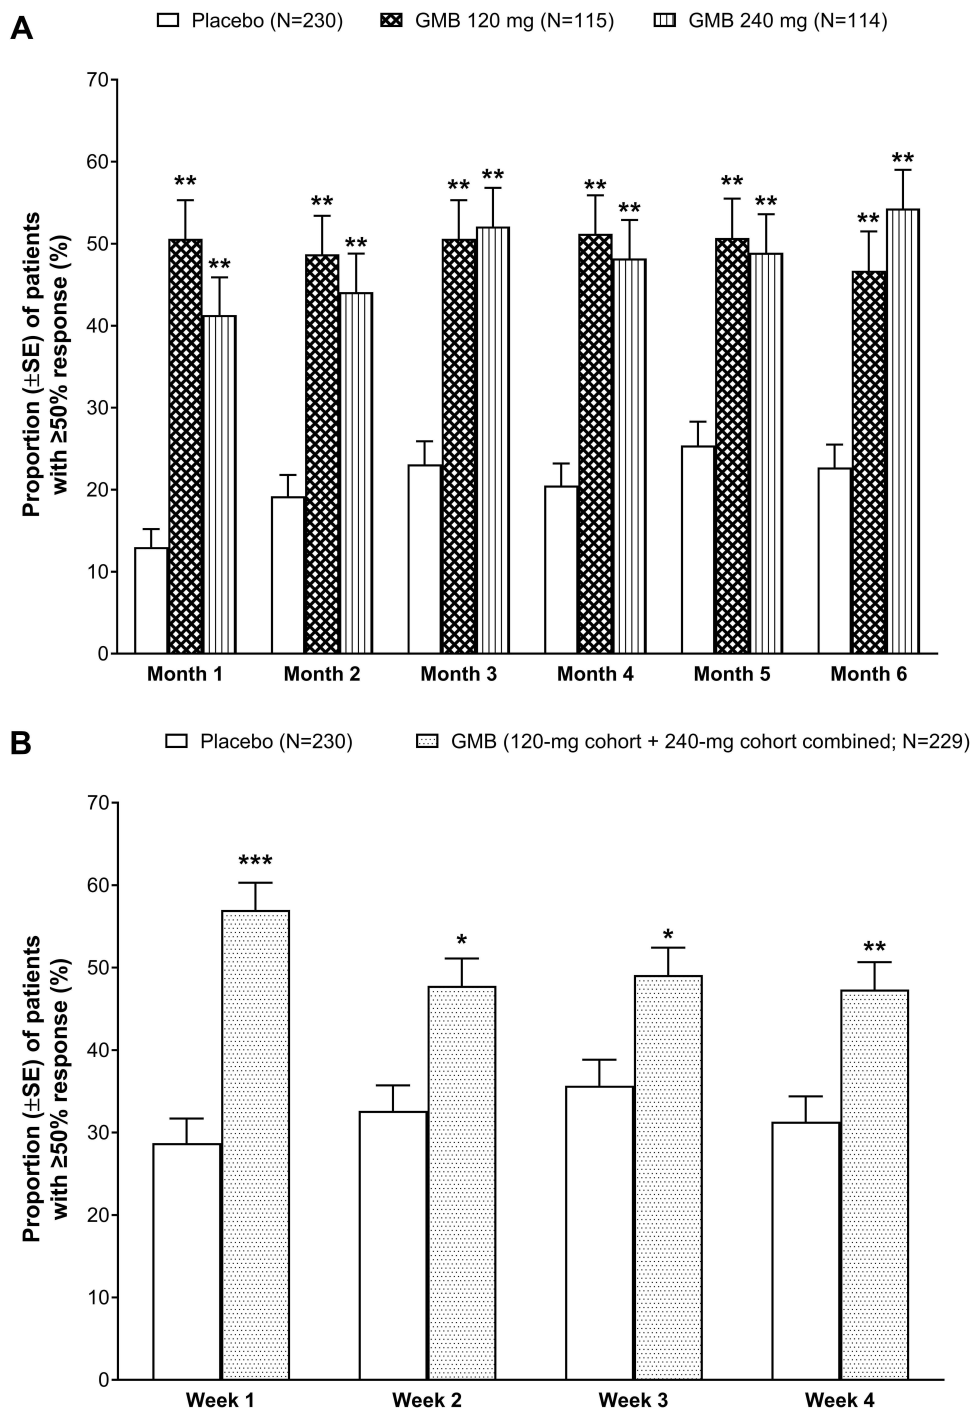 A
Placebo (N=230) GMB 120 mg (N=115) GMB 240 mg (N=114)
Proportion (±SE) of patients
with ≥50% response (%)
70
60
50
40
30
20
10
0
** ** ** ** ** ** ** ** ** ** ** **
Month 1 Month 2 Month 3 Month 4 Month 5 Month 6
B
Placebo (N=230) GMB (120-mg cohort + 240-mg cohort combined; N=229)
Proportion (±SE) of patients
with ≥50% response (%)
70
60
50
40
30
20
10
0
*** * * **
Week 1 Week 2 Week 3 Week 4